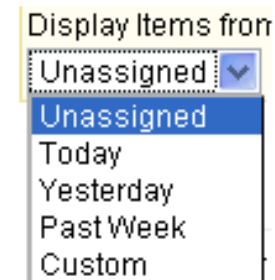 Display Items from
Unassigned
Unassigned
Today
Yesterday
Past Week
Custom